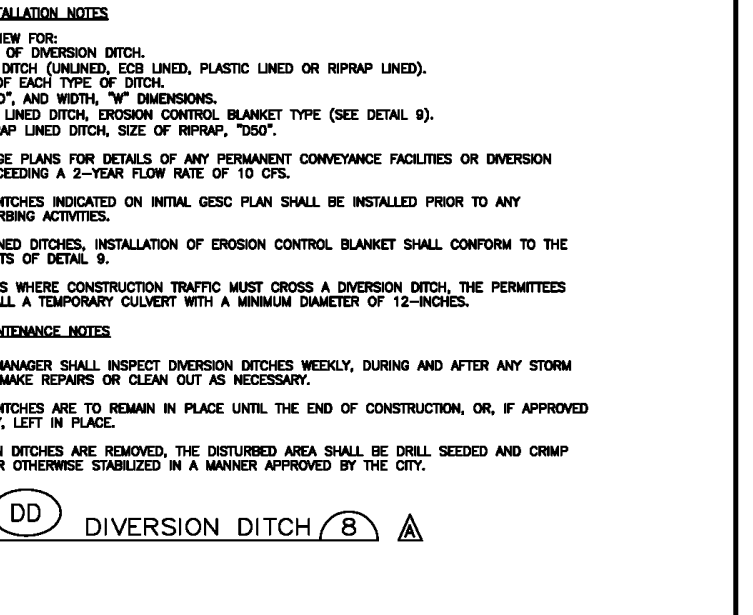 TALLATION NOTES
IEW FOR:
OF DIVERSION DITCH.
DITCH (UNLINED, ECB LINED, PLASTIC LINED OR RIPRAP LINED).
OF EACH TYPE OF DITCH.
D", AND WIDTH, "W" DIMENSIONS.
LINED DITCH, EROSION CONTROL BLANKET TYPE (SEE DETAIL 9).
AP LINED DITCH, SIZE OF RIPRAP, "D50".
GE PLANS FOR DETAILS OF ANY PERMANENT CONVEYANCE FACILITIES OR DIVERSION
CEEDING A 2-YEAR FLOW RATE OF 10 CFS.
ITCHES INDICATED ON INITIAL GESC PLAN SHALL BE INSTALLED PRIOR TO ANY
RBING ACTIVITIES.
NED DITCHES, INSTALLATION OF EROSION CONTROL BLANKET SHALL CONFORM TO THE
TS OF DETAIL 9.
S WHERE CONSTRUCTION TRAFFIC MUST CROSS A DIVERSION DITCH, THE PERMITTEES
LL A TEMPORARY CULVERT WITH A MINIMUM DIAMETER OF 12-INCHES.
NTENANCE NOTES
MANAGER SHALL INSPECT DIVERSION DITCHES WEEKLY, DURING AND AFTER ANY STORM
MAKE REPAIRS OR CLEAN OUT AS NECESSARY.
ITCHES ARE TO REMAIN IN PLACE UNTIL THE END OF CONSTRUCTION, OR, IF APPROVED
, LEFT IN PLACE.
N DITCHES ARE REMOVED, THE DISTURBED AREA SHALL BE DRILL SEEDED AND CRIMP
R OTHERWISE STABILIZED IN A MANNER APPROVED BY THE CITY.
DD DIVERSION DITCH 8 A